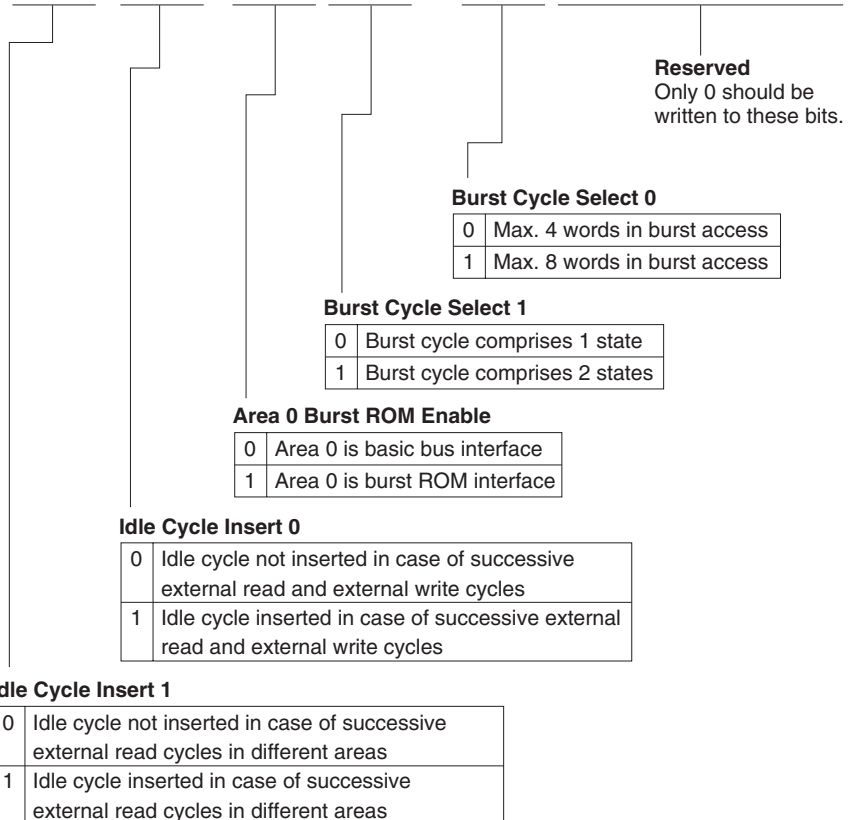 Reserved
Only 0 should be
written to these bits.
Burst Cycle Select 0
0 Max. 4 words in burst access
1 Max. 8 words in burst access
Burst Cycle Select 1
0 Burst cycle comprises 1 state
1 Burst cycle comprises 2 states
Area 0 Burst ROM Enable
0 Area 0 is basic bus interface
1 Area 0 is burst ROM interface
Idle Cycle Insert 0
0 Idle cycle not inserted in case of successive
external read and external write cycles
1 Idle cycle inserted in case of successive external
read and external write cycles
dle Cycle Insert 1
0 Idle cycle not inserted in case of successive
external read cycles in different areas
1 Idle cycle inserted in case of successive
external read cycles in different areas